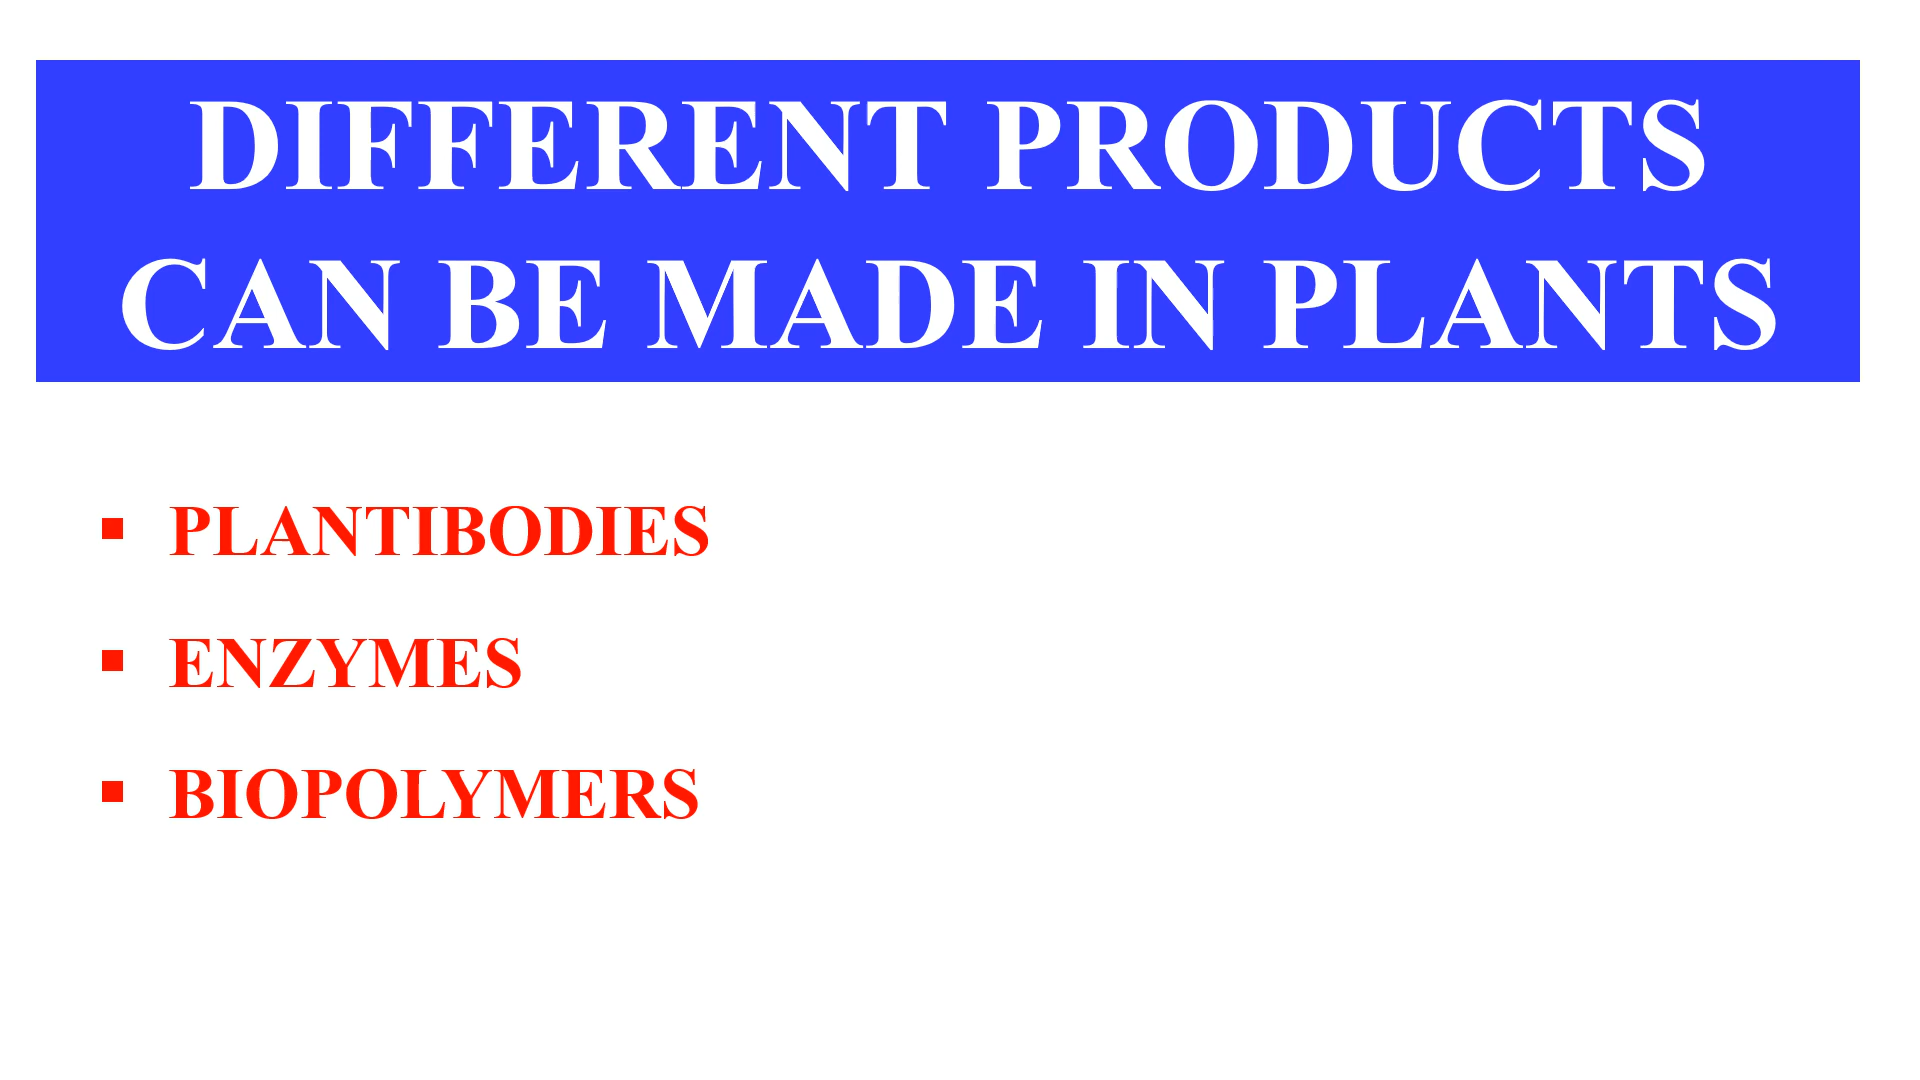 DIFFERENT PRODUCTS
CAN BE MADE IN PLANTS
▪ PLANTIBODIES
▪ ENZYMES
▪ BIOPOLYMERS